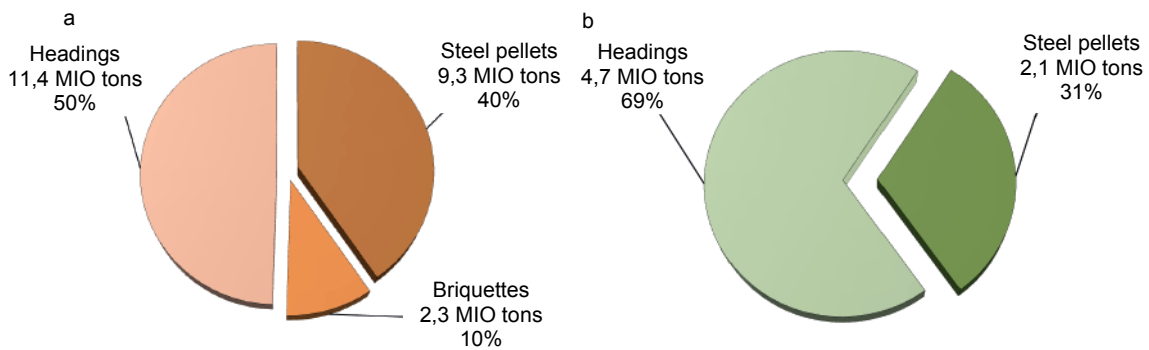 a
Headings
11,4 MIO tons
50%
Steel pellets
9,3 MIO tons
40%
Briquettes
2,3 MIO tons
10%
b
Headings
4,7 MIO tons
69%
Steel pellets
2,1 MIO tons
31%